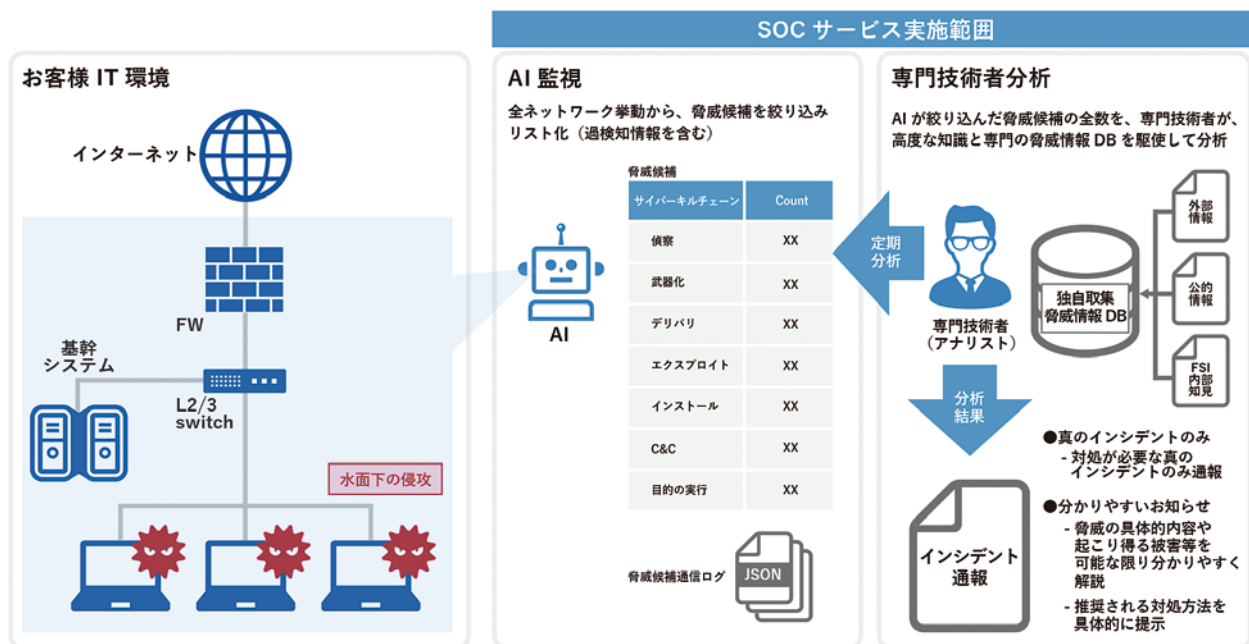 SOC サービス実施範囲
お客様 IT 環境
インターネット
FW
基幹
システム
L2/3
switch
水面下の侵攻
AI 監視
全ネットワーク挙動から、脅威候補を絞り込み
リスト化（過検知情報を含む）
脅威候補
サイバーキルチェーン Count
偵察 XX
武器化 XX
デリバリ XX
エクスプロイト XX
インストール XX
C&C XX
目的の実行 XX
AI
脅威候補通信ログ
JSON
専門技術者分析
AI が絞り込んだ脅威候補の全数を、専門技術者が、
高度な知識と専門の脅威情報 DB を駆使して分析
定期
分析
専門技術者
（アナリスト）
独自取集
脅威情報 DB
外部
情報
公的
情報
FSI
内部
知見
分析
結果
インシデント
通報
●真のインシデントのみ
- 対処が必要な真の
インシデントのみ通報
●分かりやすいお知らせ
- 脅威の具体的内容や
起こり得る被害等を
可能な限り分かりやすく
解説
- 推奨される対処方法を
具体的に提示